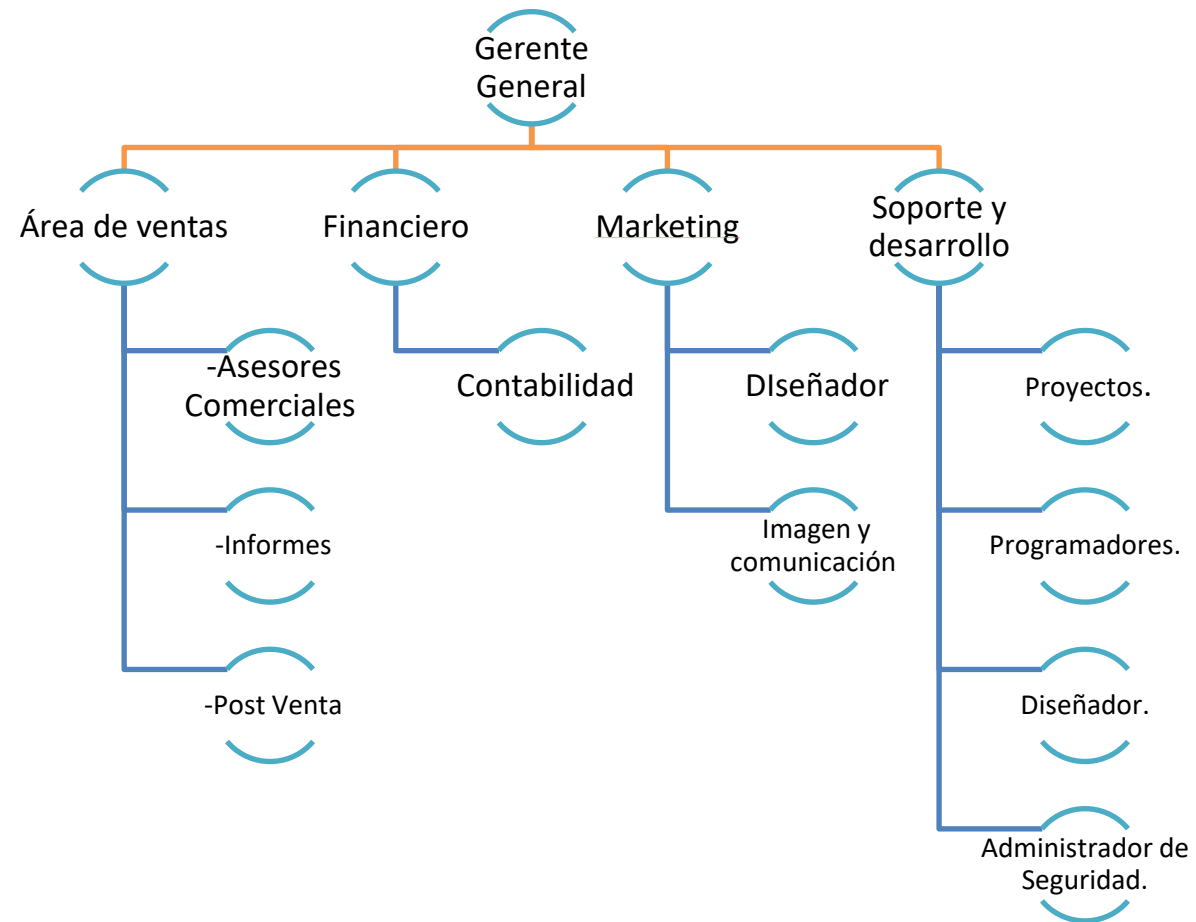 Gerente
General
Área de ventas
Financiero
Marketing
Soporte y
desarrollo
-Asesores
Comerciales
Contabilidad
DIseñador
Proyectos.
-Informes
Imagen y
comunicación
Programadores.
-Post Venta
Diseñador.
Administrador de
Seguridad.